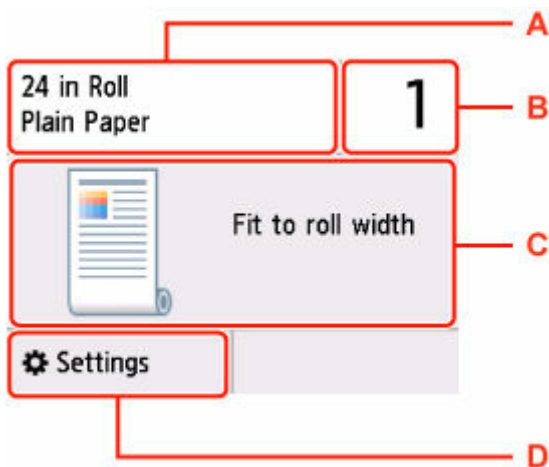 A
24 in Roll
Plain Paper
1
B
Fit to roll width
C
Settings
D